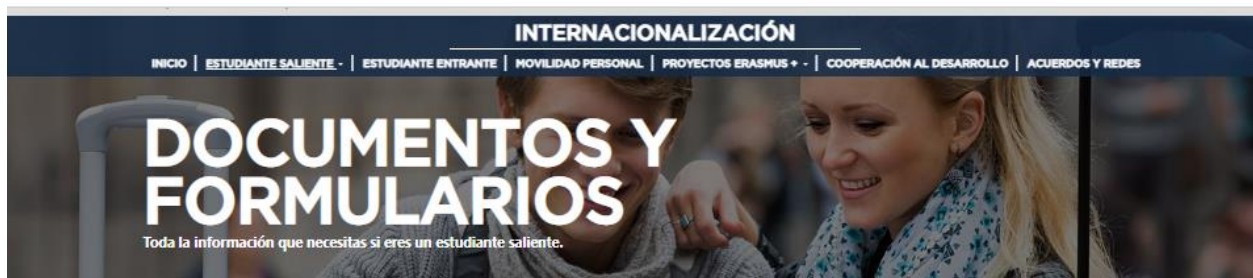 INTERNACIONALIZACIÓN
INICIO | ESTUDIANTE SALIENTE - | ESTUDIANTE ENTRANTE | MOVILIDAD PERSONAL | PROYECTOS ERASMUS + - | COOPERACIÓN AL DESARROLLO | ACUERDOS Y REDES
DOCUMENTOS Y
FORMULARIOS
Toda la información que necesitas si eres un estudiante saliente.